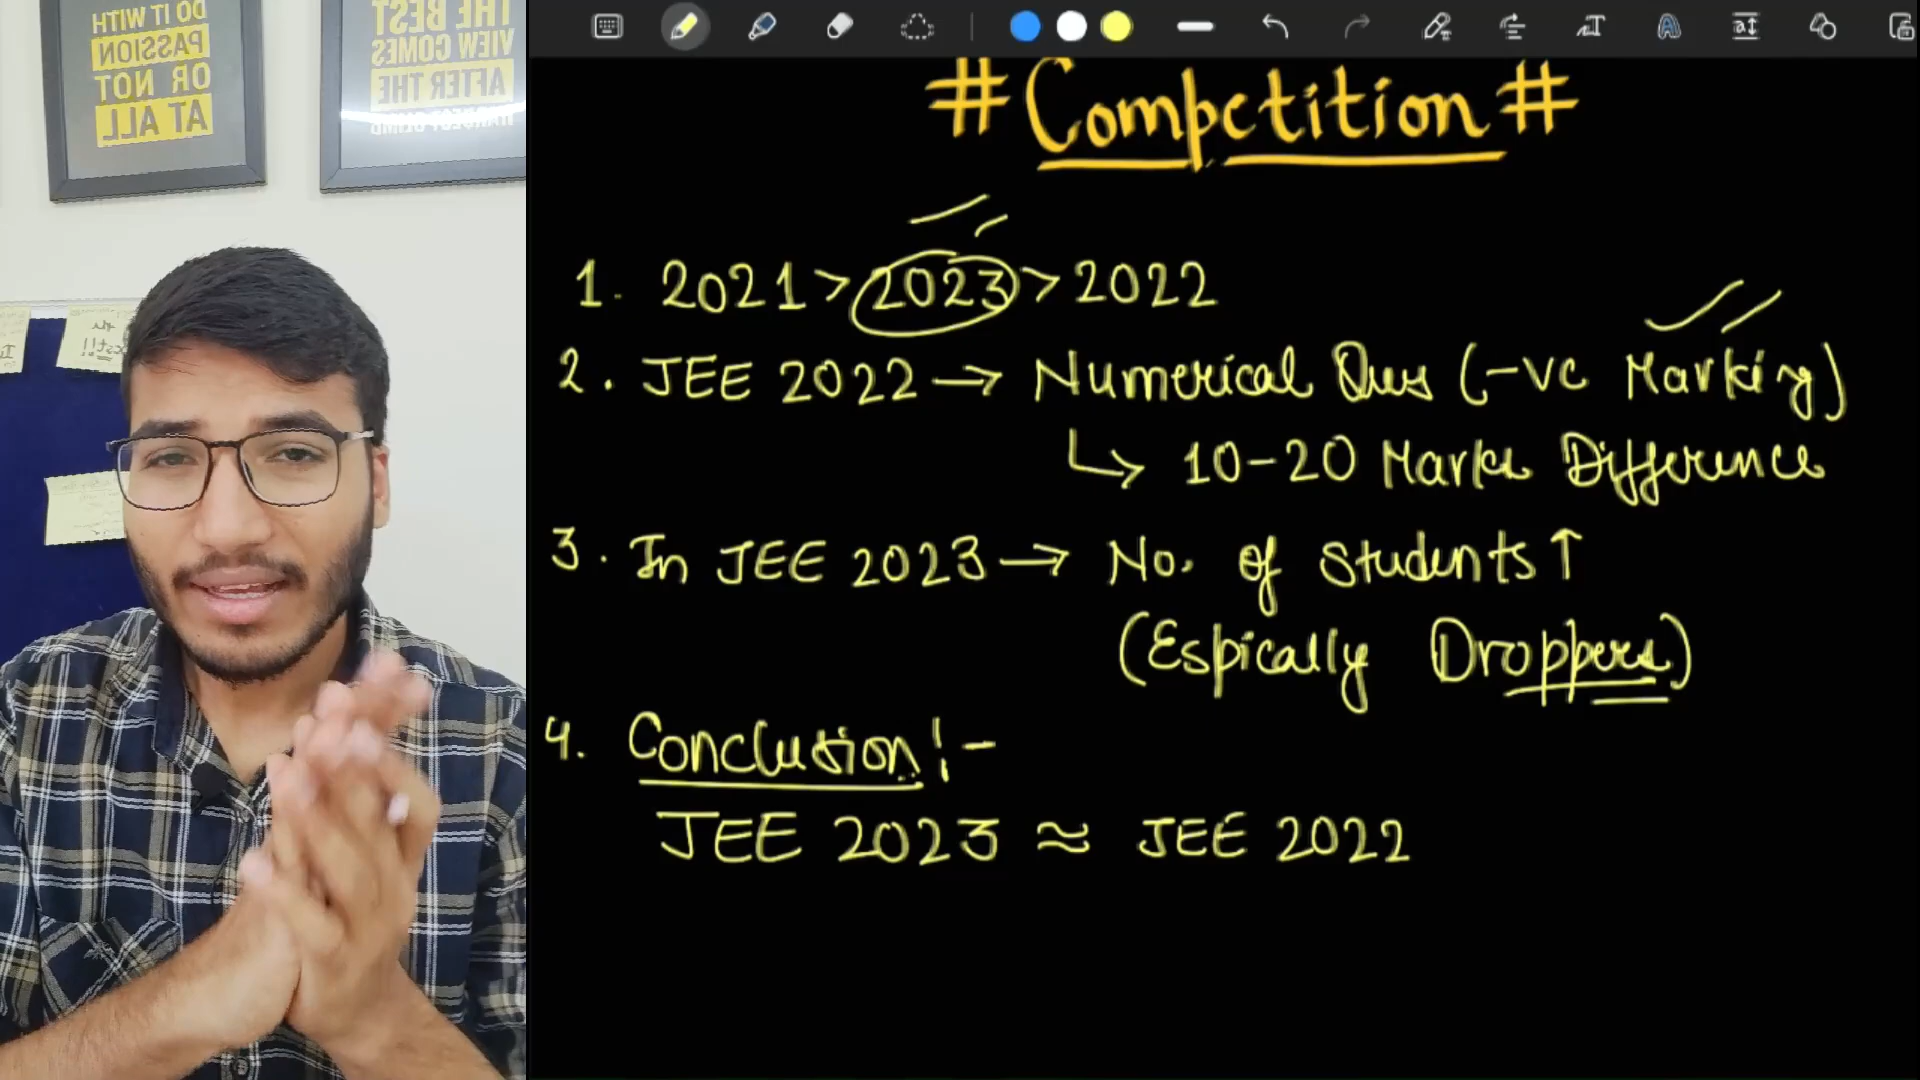 DO IT WITH
PASSION
OR NOT
AT ALL
THE BEST
VIEW COMES
AFTER THE
# Competition #
1. 2021 > 2023 > 2022
2. JEE 2022 → Numerical Ques (-ve Marking)
↳ 10-20 Marks Difference
3. In JEE 2023 → No. of Students ↑
(Espically Droppers)
4. Conclusion :-
JEE 2023 ≈ JEE 2022